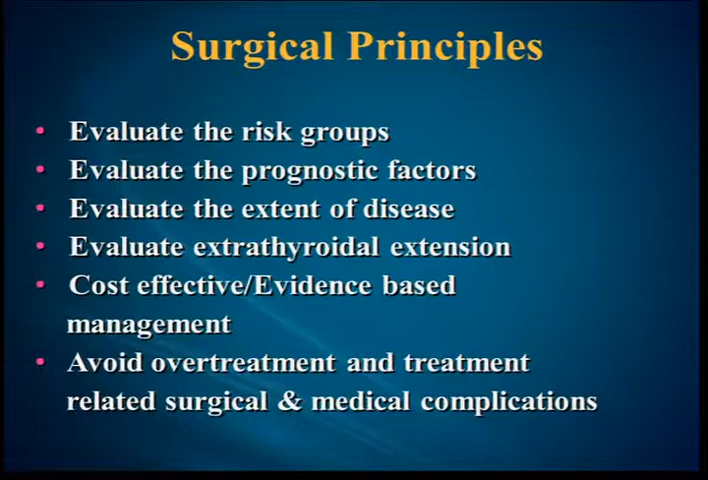 Surgical Principles
• Evaluate the risk groups
• Evaluate the prognostic factors
• Evaluate the extent of disease
• Evaluate extrathyroidal extension
• Cost effective/Evidence based
management
• Avoid overtreatment and treatment
related surgical & medical complications